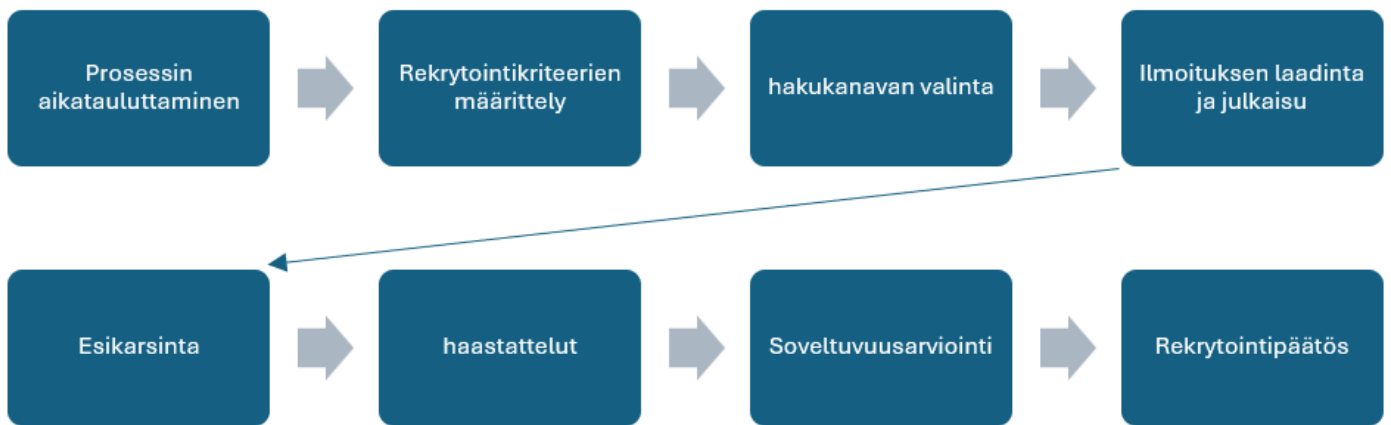 Prosessin
aikatauluttaminen
Rekrytointikriteerien
määrittely
hakukanavan valinta
Ilmoituksen laadinta
ja julkaisu
Esikarsinta
haastattelut
Soveltuvuusarviointi
Rekrytointipäätös